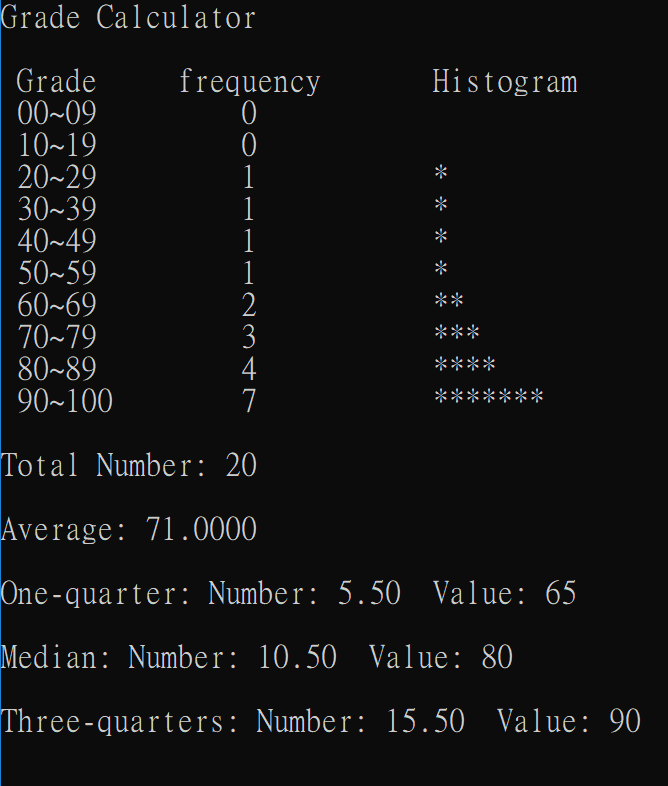 Grade Calculator
Grade frequency Histogram
00~09 0
10~19 0
20~29 1 *
30~39 1 *
40~49 1 *
50~59 1 *
60~69 2 **
70~79 3 ***
80~89 4 ****
90~100 7 *******
Total Number: 20
Average: 71.0000
One-quarter: Number: 5.50 Value: 65
Median: Number: 10.50 Value: 80
Three-quarters: Number: 15.50 Value: 90